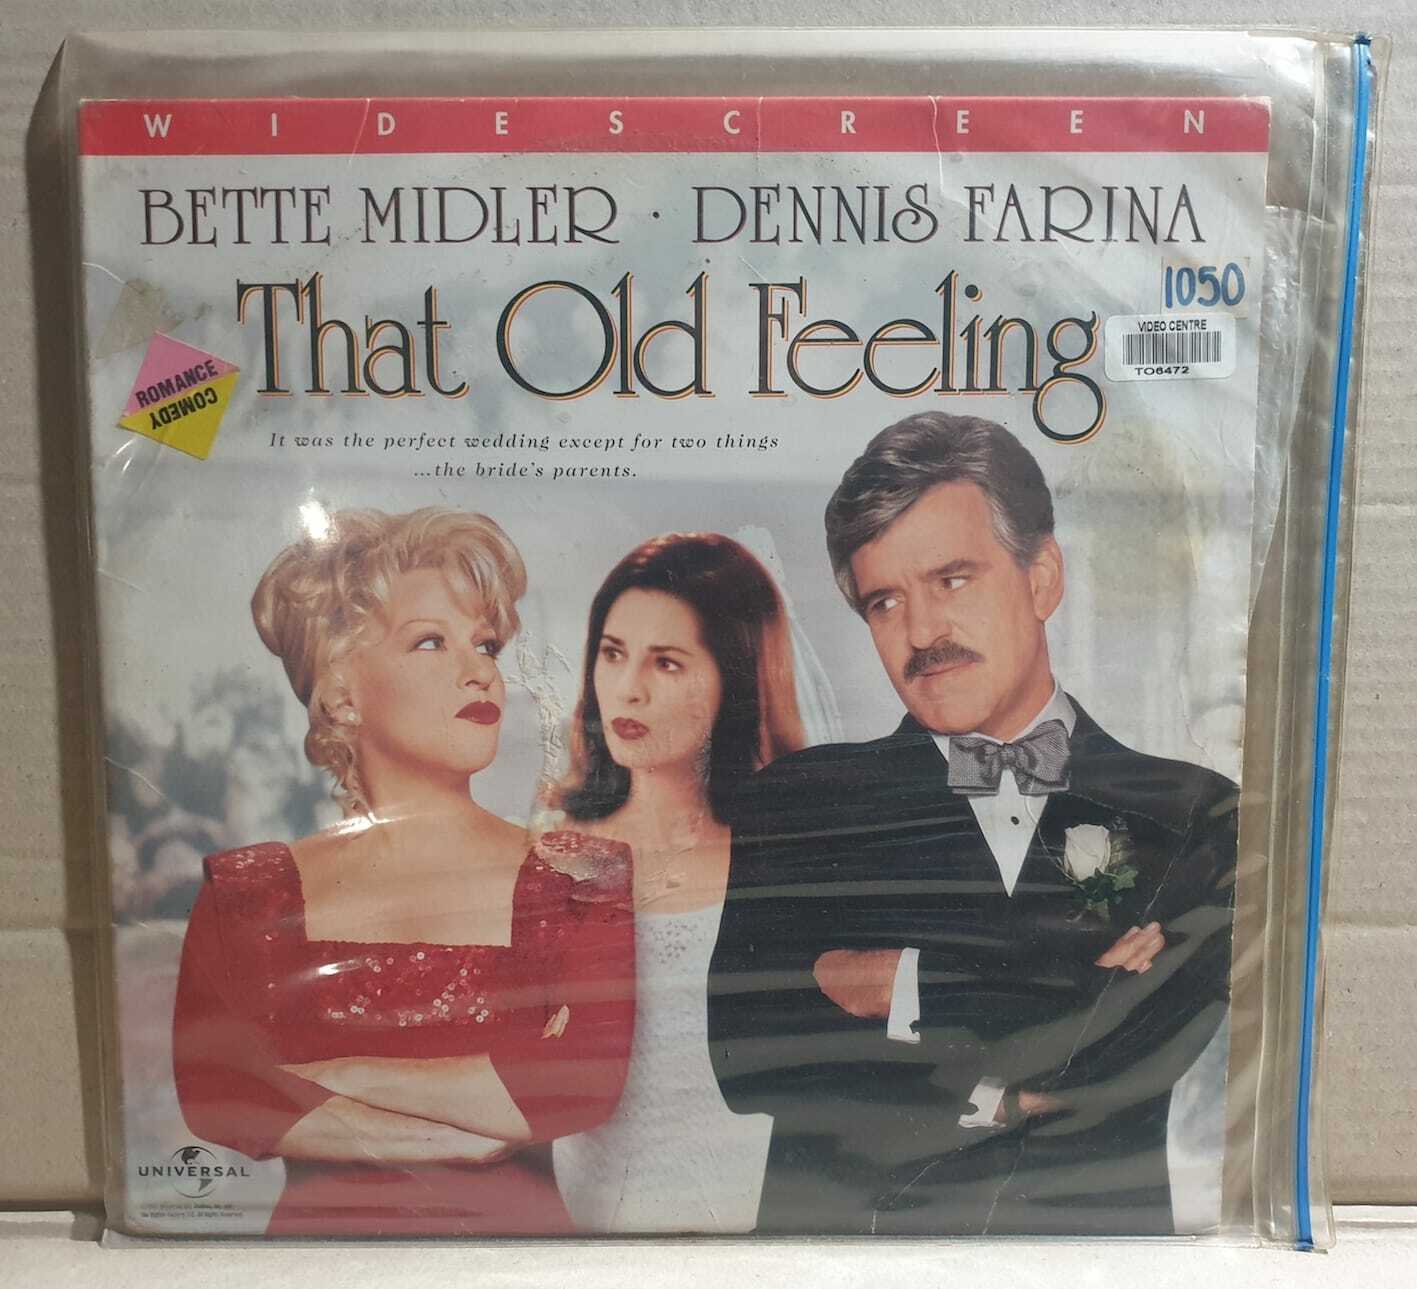 WIDESCREEN
BETTE MIDLER · DENNIS FARINA
That Old Feeling
1050
VIDEO CENTRE
TO6472
ROMANCE
COMEDY
It was the perfect wedding except for two things
...the bride's parents.
UNIVERSAL